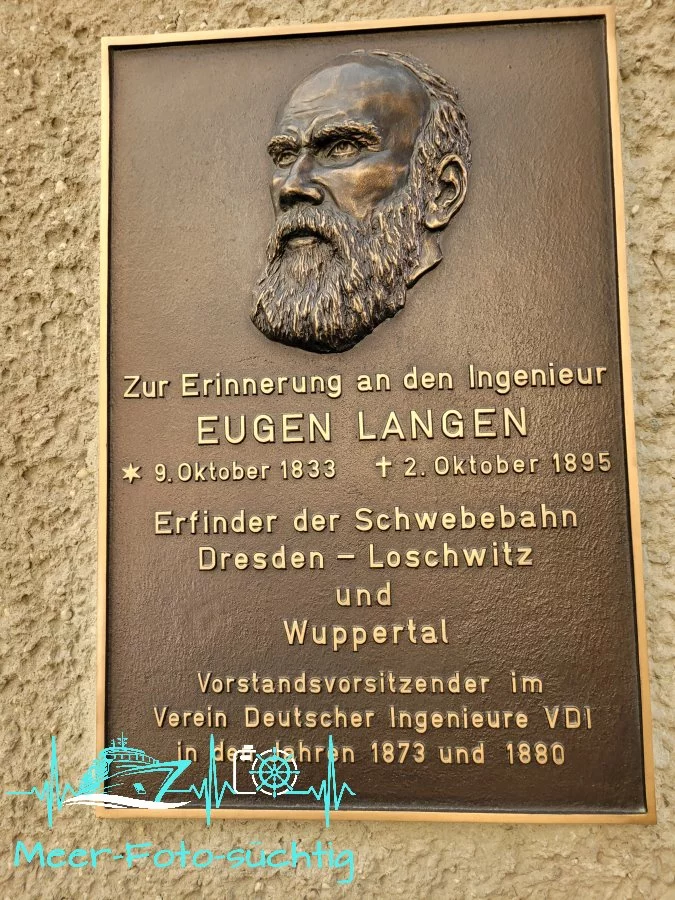 Zur Erinnerung an den Ingenieur
EUGEN LANGEN
* 9. Oktober 1833 † 2. Oktober 1895
Erfinder der Schwebebahn
Dresden – Loschwitz
und
Wuppertal
Vorstandsvorsitzender im
Verein Deutscher Ingenieure VDI
in den Jahren 1873 und 1880
Meer-Foto-süchtig